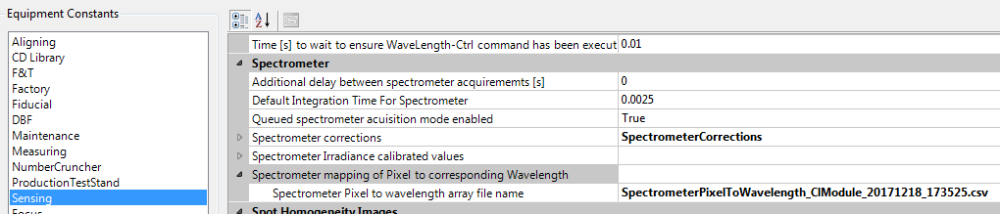 Equipment Constants
Aligning
CD Library
F&T
Factory
Fiducial
DBF
Maintenance
Measuring
NumberCruncher
ProductionTestStand
Sensing
Focus
Time [s] to wait to ensure WaveLength-Ctrl command has been execut 0.01
Spectrometer
Additional delay between spectrometer acquirememts [s] 0
Default Integration Time For Spectrometer 0.0025
Queued spectrometer acuisition mode enabled True
Spectrometer corrections SpectrometerCorrections
Spectrometer Irradiance calibrated values
Spectrometer mapping of Pixel to corresponding Wavelength
Spectrometer Pixel to wavelength array file name SpectrometerPixelToWavelength_CIModule_20171218_173525.csv
Spot Homogeneity Images